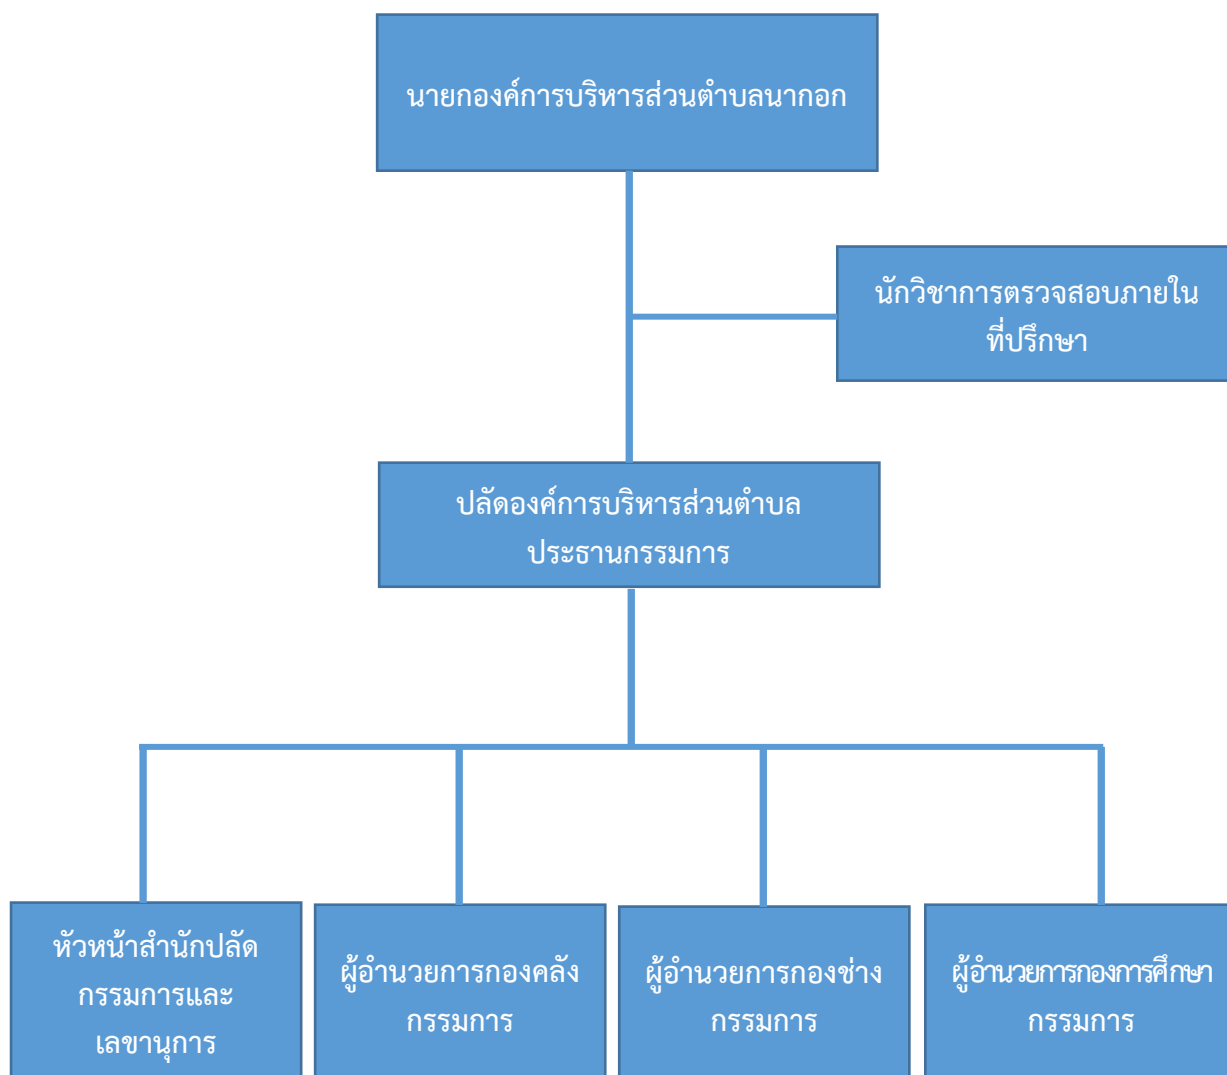 นายกองค์การบริหารส่วนตำบลนากอก
นักวิชาการตรวจสอบภายใน
ที่ปรึกษา
ปลัดองค์การบริหารส่วนตำบล
ประธานกรรมการ
หัวหน้าสำนักปลัด
กรรมการและ
เลขานุการ
ผู้อำนวยการกองคลัง
กรรมการ
ผู้อำนวยการกองช่าง
กรรมการ
ผู้อำนวยการกองการศึกษา
กรรมการ